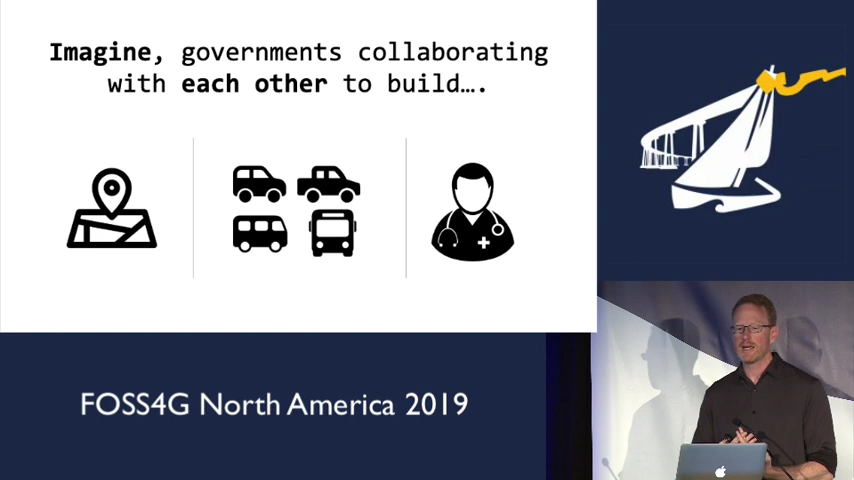 Imagine, governments collaborating
with each other to build….
FOSS4G North America 2019